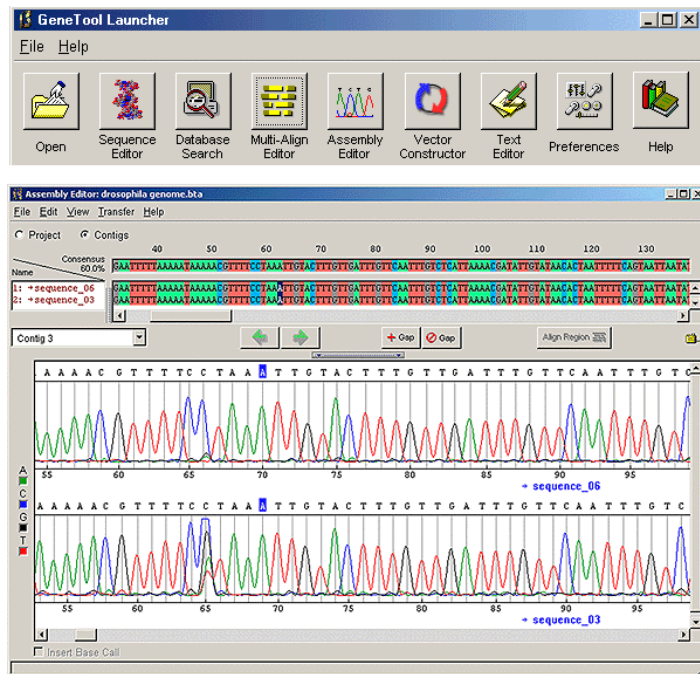 GeneTool Launcher
File Help
Open
Sequence Editor
Database Search
Multi-Align Editor
Assembly Editor
Vector Constructor
Text Editor
Preferences
Help
Assembly Editor: drosophila genome.bta
File Edit View Transfer Help
Project Contigs
40 50 60 70 80 90 100 110 120 130
Consensus 60.0%
Name
GAATTTTTAAAAATAAAAACGTTTTCCTAAATTGTACTTTGTTGATTTGTTCAATTTGTCTCATTAAAACGATATTGTATAACACTAATTTTTCAGTAATTAATA
1: →sequence_06 GAATTTTTAAAAATAAAAACGTTTTCCTAAATTGTACTTTGTTGATTTGTTCAATTTGTCTCATTAAAACGATATTGTATAACACTAATTTTTCAGTAATTAATA
2: →sequence_03 GAATTTTTAAAAATAAAAACGTTTTCCTAAATTGTACTTTGTTGATTTGTTCAATTTGTCTCATTAAAACGATATTGTATAACACTAATTTTTCAGTAATTAATA
Contig 3 + Gap Gap Align Region
A A A A C G T T T T C C T A A A T T G T A C T T T G T T G A T T T G T T C A A T T T G T C
55 60 65 70 75 80 85 90 95
→ sequence_06
A
C
G
T
A A A A A C G T T T T C C T A A A T T G T A C T T T G T T G A T T T G T T C A A T T T G T C
55 60 65 70 75 80 85 90 95
→ sequence_03
Insert Base Call